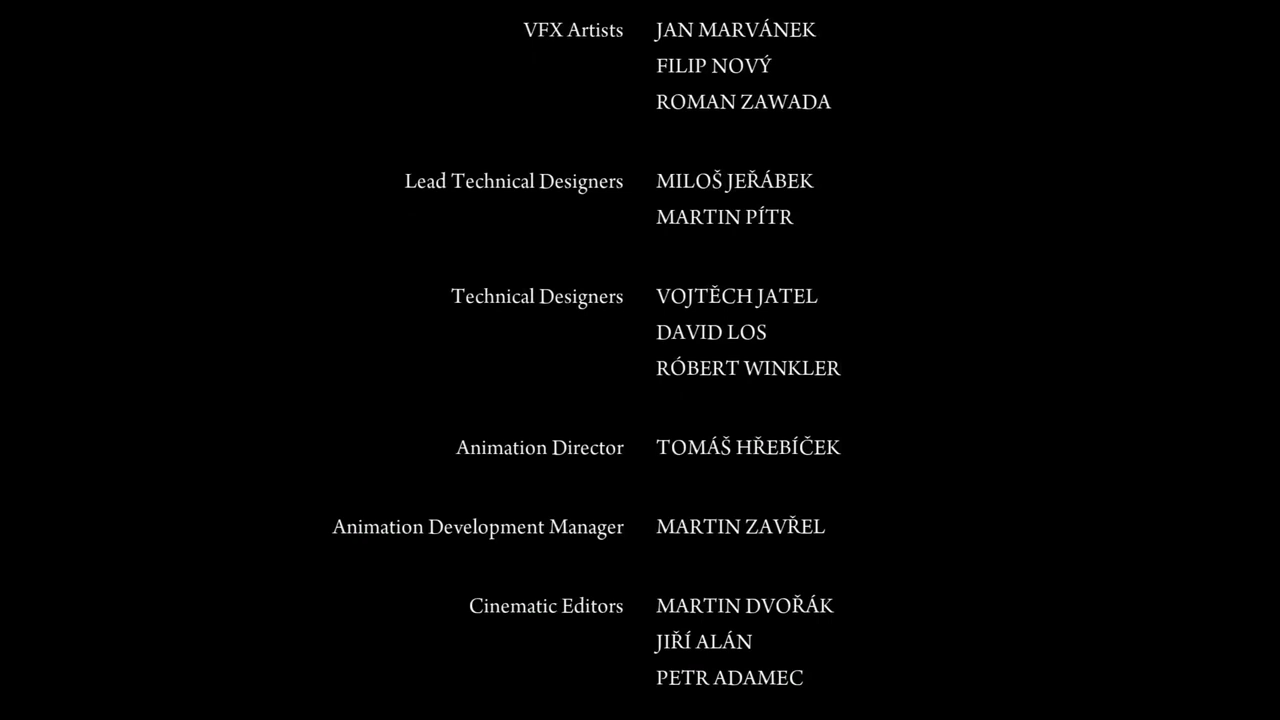 VFX Artists JAN MARVÁNEK
FILIP NOVÝ
ROMAN ZAWADA
Lead Technical Designers MILOŠ JEŘÁBEK
MARTIN PÍTR
Technical Designers VOJTĚCH JATEL
DAVID LOS
RÓBERT WINKLER
Animation Director TOMÁŠ HŘEBÍČEK
Animation Development Manager MARTIN ZAVŘEL
Cinematic Editors MARTIN DVOŘÁK
JIŘÍ ALÁN
PETR ADAMEC